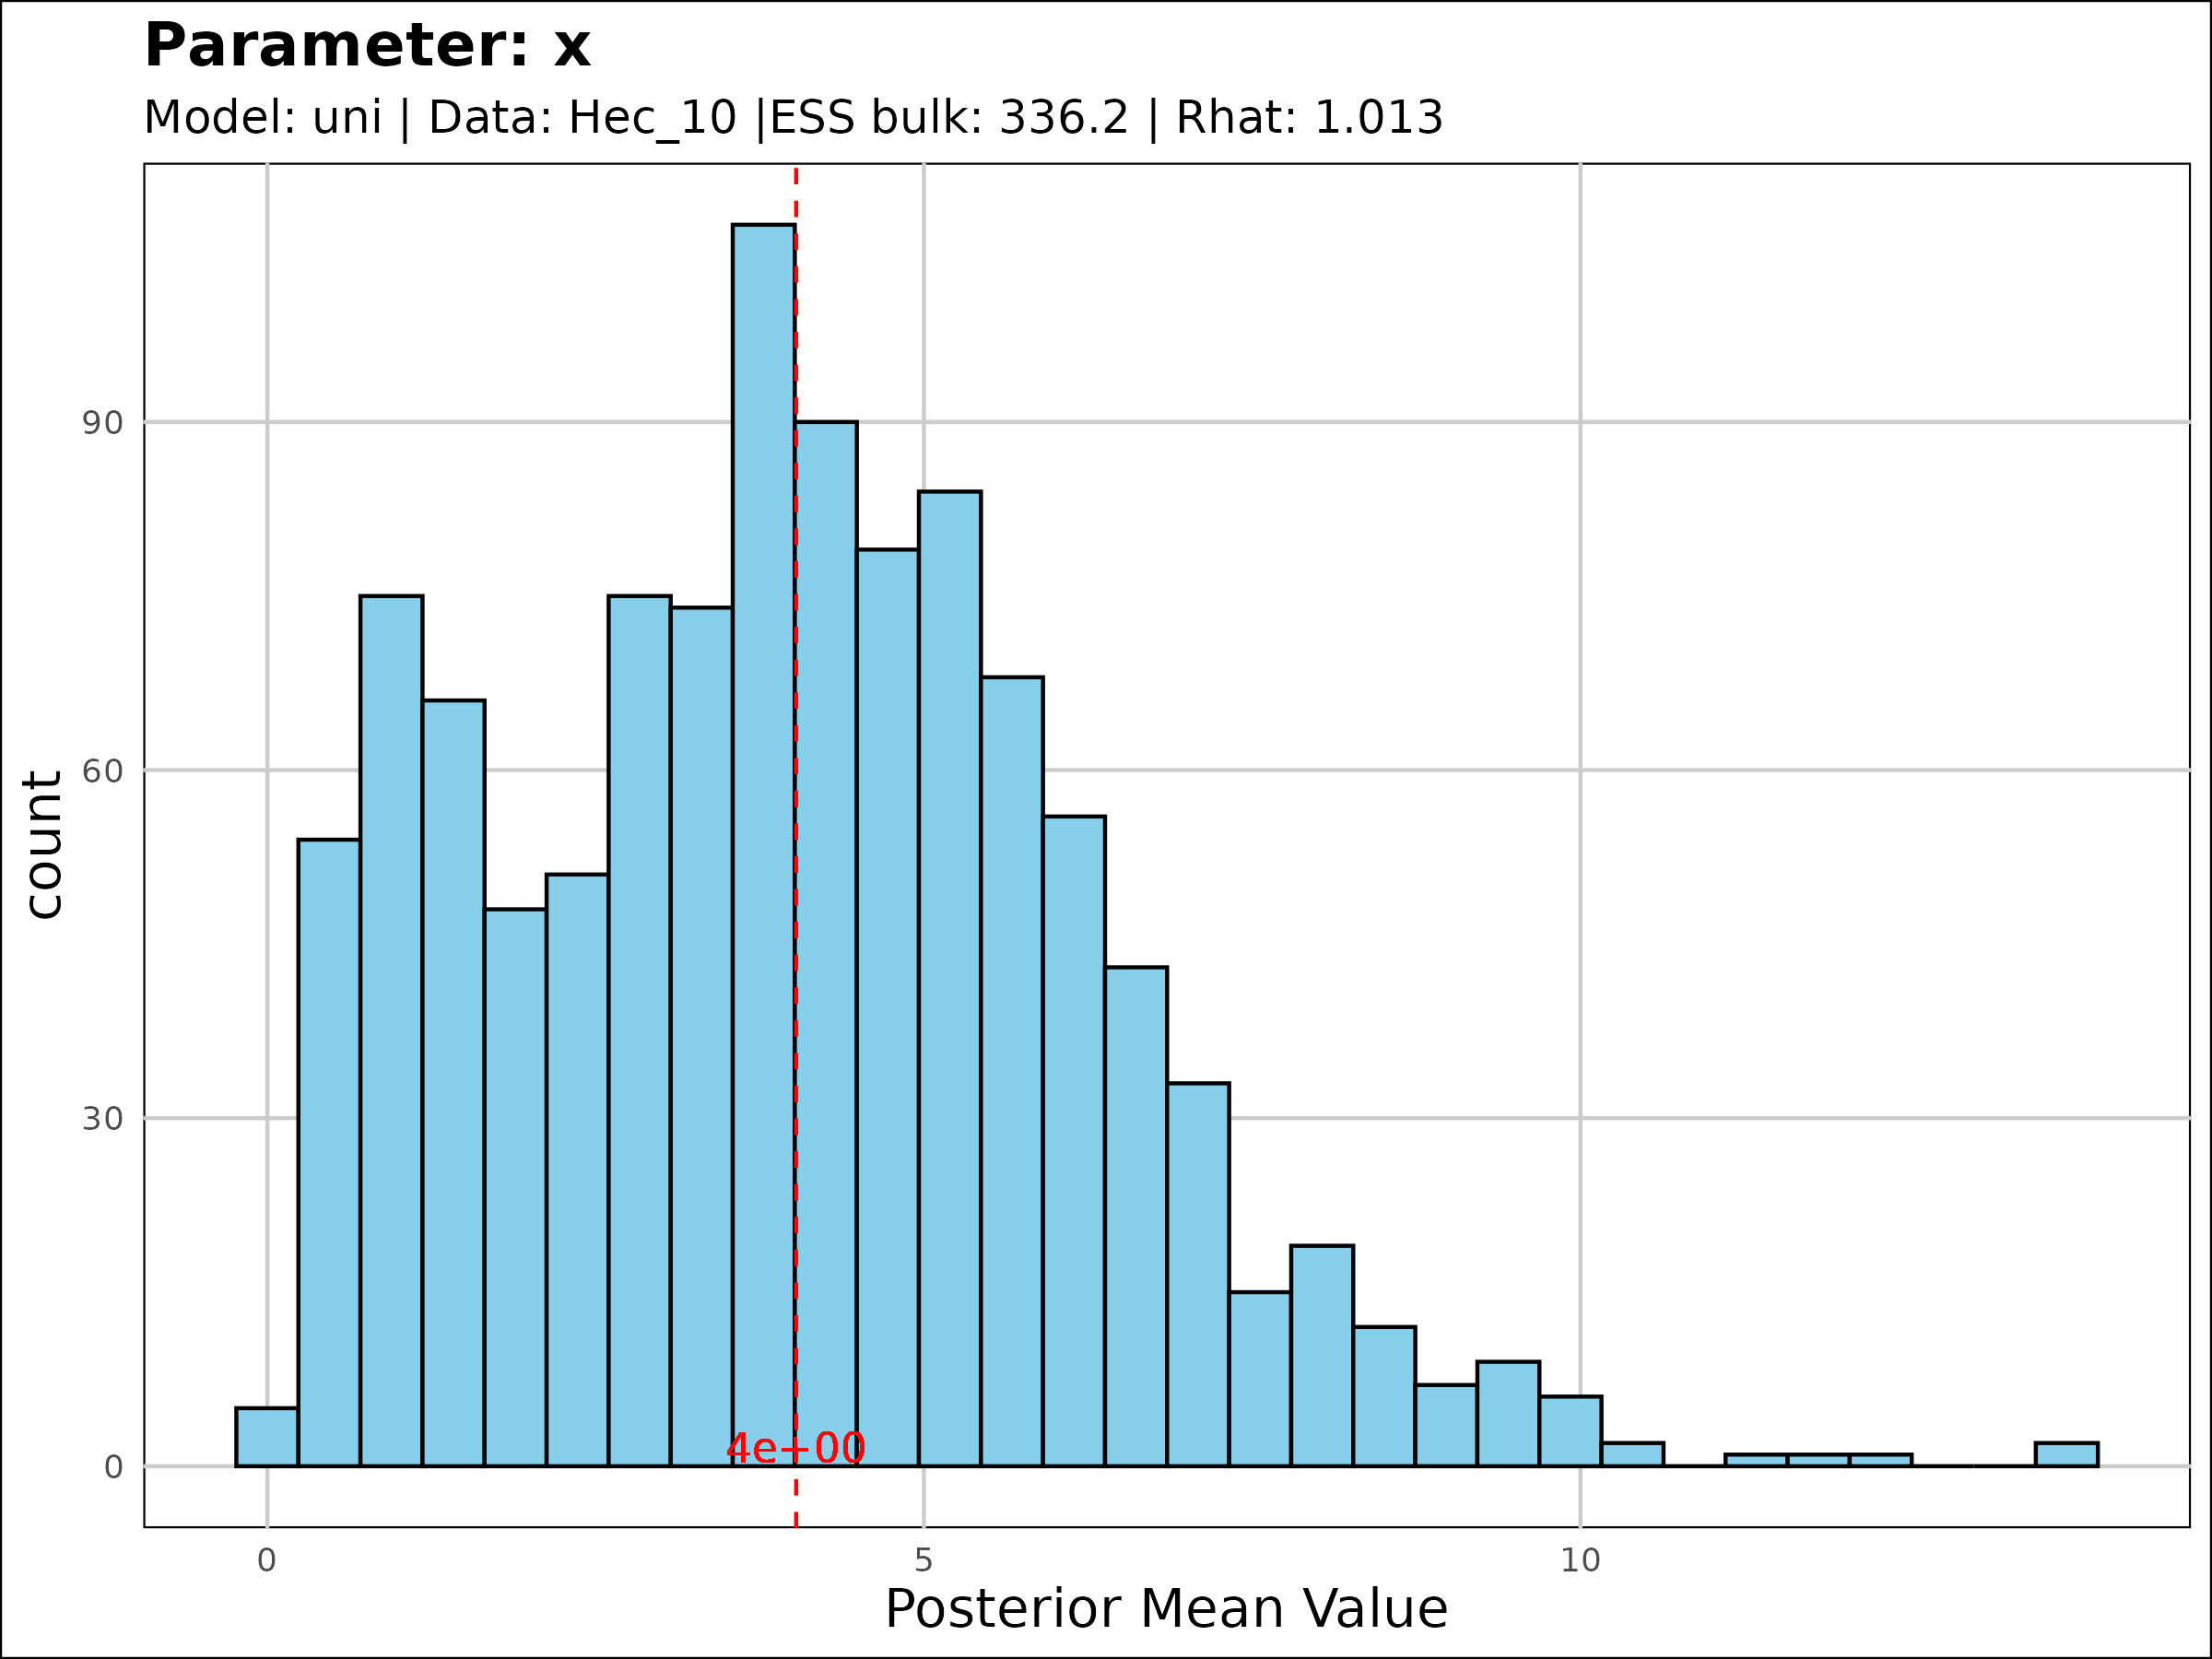 Parameter: x
Model: uni | Data: Hec_10 |ESS bulk: 336.2 | Rhat: 1.013
count
90
60
30
0
4e+00
0
5
10
Posterior Mean Value